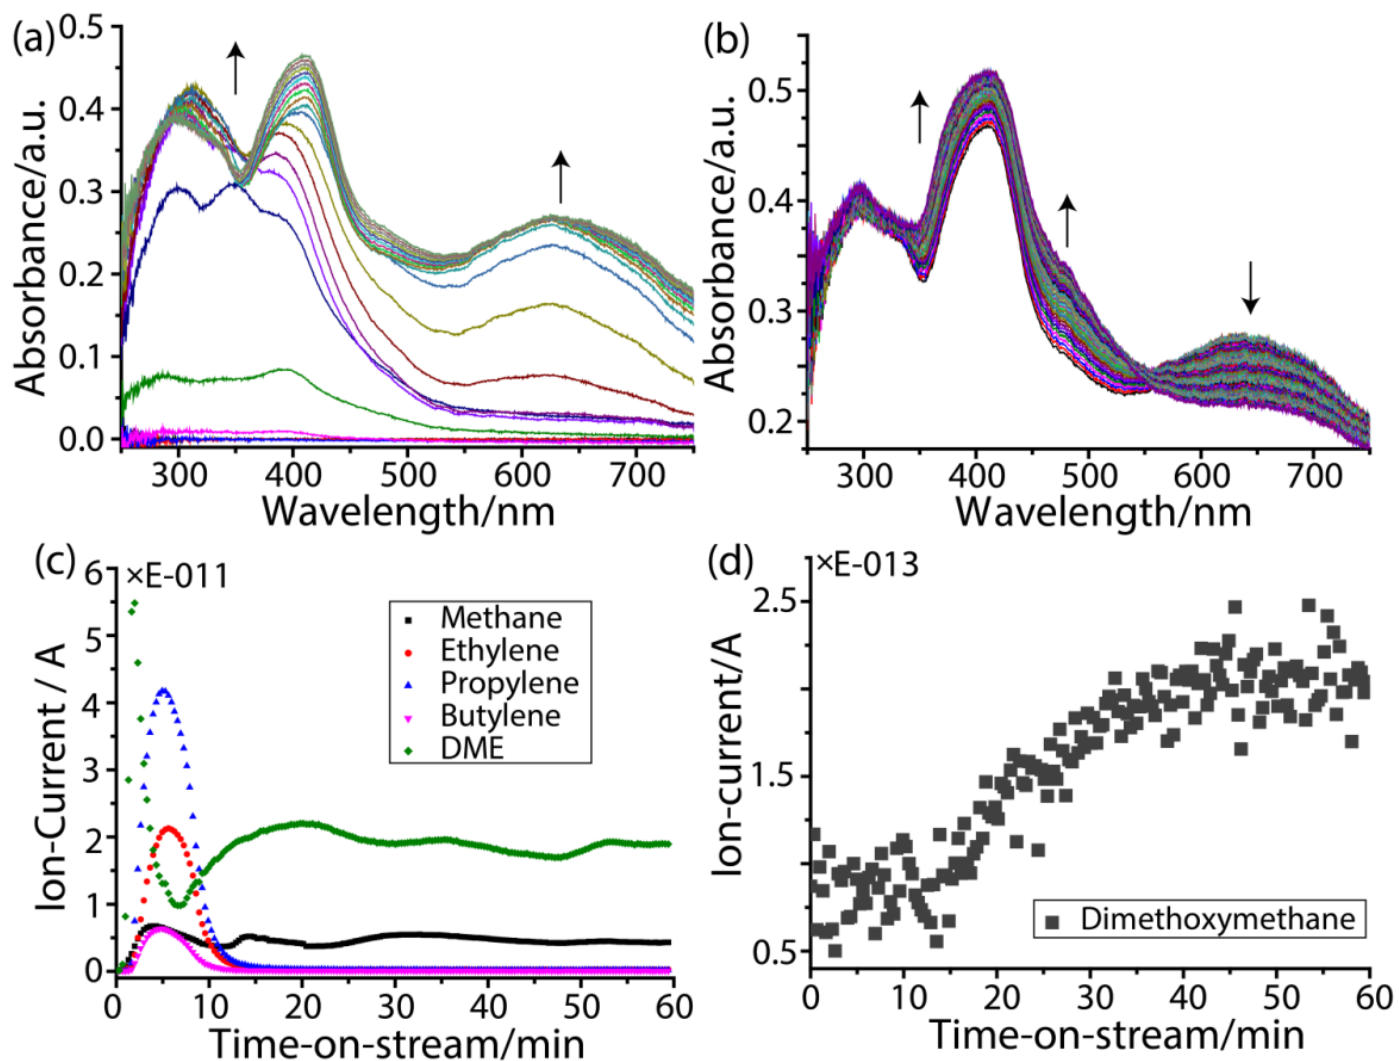 (a)
0.5
0.4
0.3
0.2
0.1
0.0
Absorbance/a.u.
300 400 500 600 700
Wavelength/nm
(b)
0.5
0.4
0.3
0.2
Absorbance/a.u.
300 400 500 600 700
Wavelength/nm
(c)
×E-011
6
5
4
3
2
1
0
Ion-Current / A
Methane
Ethylene
Propylene
Butylene
DME
0 10 20 30 40 50 60
Time-on-stream/min
(d)
×E-013
2.5
1.5
0.5
Ion-current/A
Dimethoxymethane
0 10 20 30 40 50 60
Time-on-stream/min